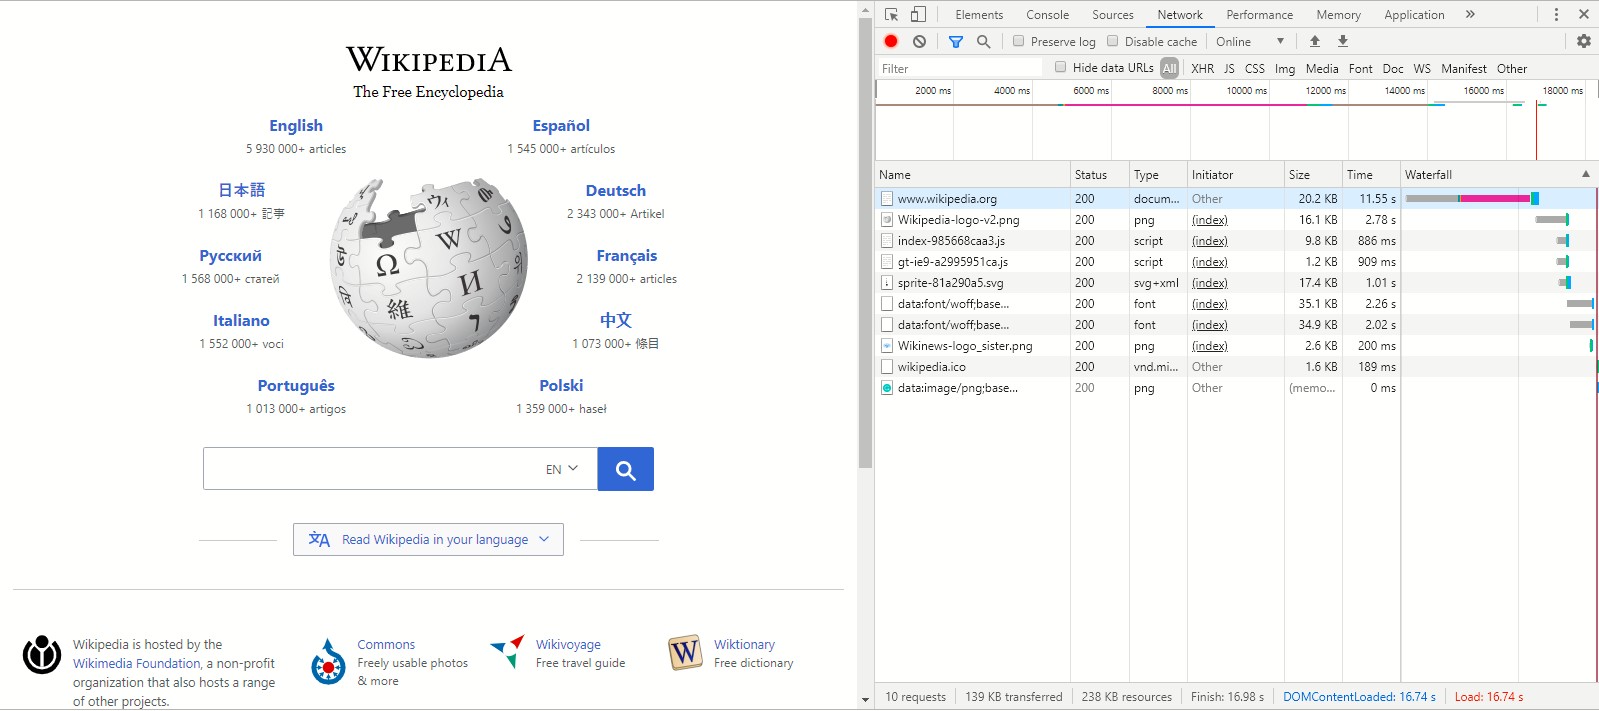 WIKIPEDIA
The Free Encyclopedia
English
5 930 000+ articles
Español
1 545 000+ artículos
日本語
1 168 000+ 記事
Deutsch
2 343 000+ Artikel
Русский
1 568 000+ статей
Français
2 139 000+ articles
Italiano
1 552 000+ voci
中文
1 073 000+ 條目
Português
1 013 000+ artigos
Polski
1 359 000+ haseł
Ω
W
И
維
ウィ
7
EN
Read Wikipedia in your language
Wikipedia is hosted by the
Wikimedia Foundation, a non-profit
organization that also hosts a range
of other projects.
Commons
Freely usable photos
& more
Wikivoyage
Free travel guide
W
Wiktionary
Free dictionary
Elements Console Sources Network Performance Memory Application »
Preserve log Disable cache Online
Filter Hide data URLs All XHR JS CSS Img Media Font Doc WS Manifest Other
2000 ms 4000 ms 6000 ms 8000 ms 10000 ms 12000 ms 14000 ms 16000 ms 18000 ms
Name Status Type Initiator Size Time Waterfall
www.wikipedia.org 200 docum... Other 20.2 KB 11.55 s
Wikipedia-logo-v2.png 200 png (index) 16.1 KB 2.78 s
index-985668caa3.js 200 script (index) 9.8 KB 886 ms
gt-ie9-a2995951ca.js 200 script (index) 1.2 KB 909 ms
sprite-81a290a5.svg 200 svg+xml (index) 17.4 KB 1.01 s
data:font/woff;base... 200 font (index) 35.1 KB 2.26 s
data:font/woff;base... 200 font (index) 34.9 KB 2.02 s
Wikinews-logo_sister.png 200 png (index) 2.6 KB 200 ms
wikipedia.ico 200 vnd.mi... Other 1.6 KB 189 ms
data:image/png;base... 200 png Other (memo... 0 ms
10 requests 139 KB transferred 238 KB resources Finish: 16.98 s DOMContentLoaded: 16.74 s Load: 16.74 s